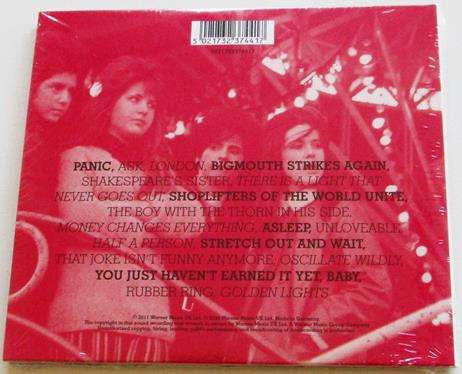 5 021732 374417
PANIC, ASK, LONDON, BIGMOUTH STRIKES AGAIN,
SHAKESPEARE'S SISTER, THERE IS A LIGHT THAT
NEVER GOES OUT, SHOPLIFTERS OF THE WORLD UNITE,
THE BOY WITH THE THORN IN HIS SIDE,
MONEY CHANGES EVERYTHING, ASLEEP, UNLOVEABLE,
HALF A PERSON, STRETCH OUT AND WAIT,
THAT JOKE ISN'T FUNNY ANYMORE, OSCILLATE WILDLY,
YOU JUST HAVEN'T EARNED IT YET, BABY,
RUBBER RING, GOLDEN LIGHTS